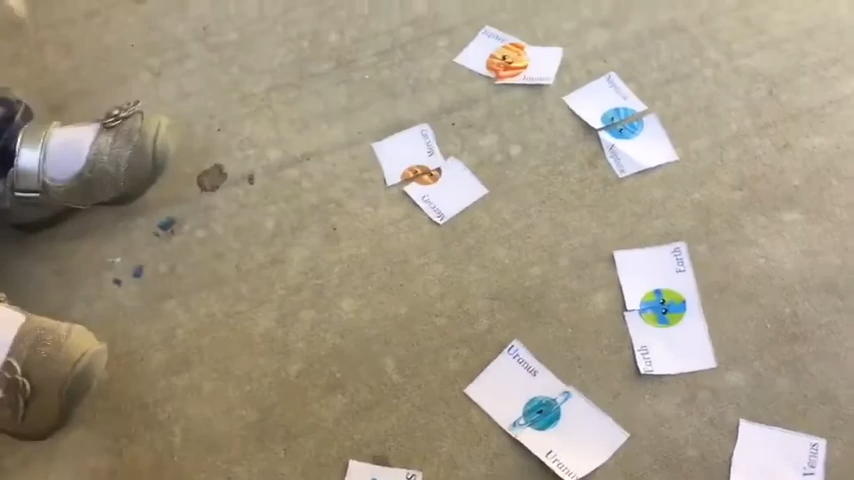 Jupiter
Jupiter
Neptune
Neptune
Mercury
Mercury
Earth
Earth
Uranus
Uranus
Venus
S